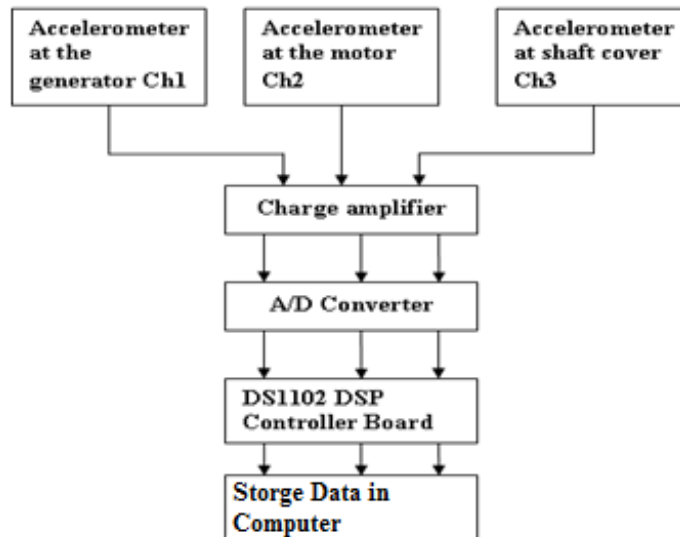 Accelerometer
at the
generator Ch1
Accelerometer
at the motor
Ch2
Accelerometer
at shaft cover
Ch3
Charge amplifier
A/D Converter
DS1102 DSP
Controller Board
Storge Data in
Computer